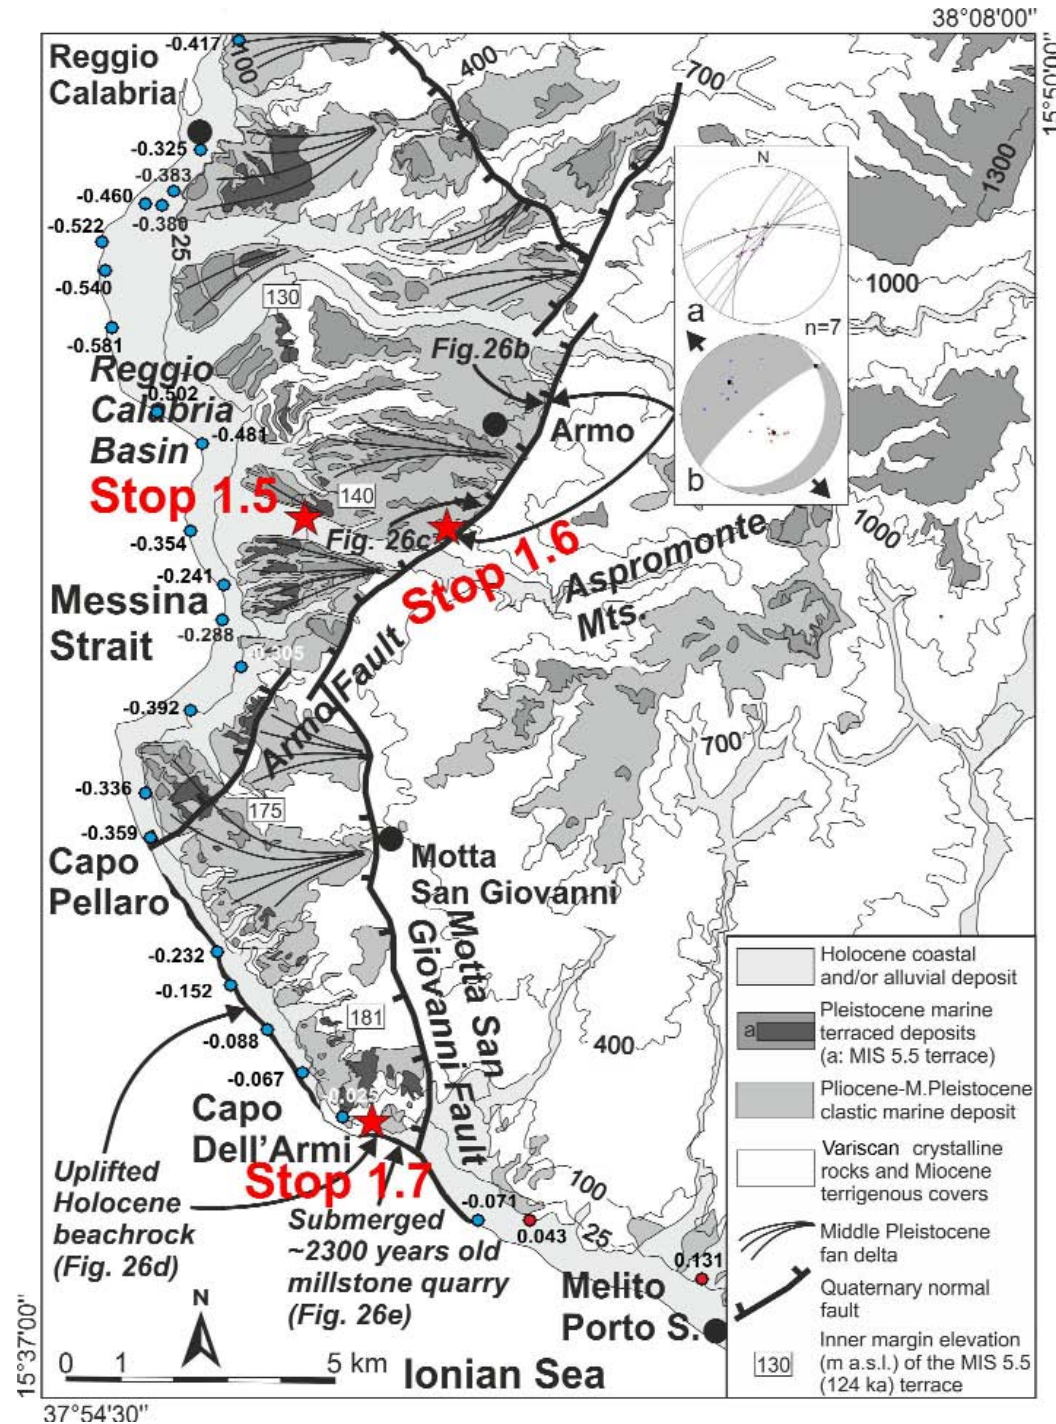 38°08'00"
15°50'00"
Reggio
Calabria
-0.417
100
400
700
1300
-0.325
-0.383
-0.460
-0.380
-0.522
25
-0.540
130
-0.581
N
a
n=7
b
1000
Fig.26b
Reggio
Calabria
Basin
-0.502
-0.481
Armo
Stop 1.5
140
Fig. 26c
Stop 1.6
-0.354
-0.241
-0.288
Messina
Strait
Aspromonte
Mts.
1000
-0.305
-0.392
Armo Fault
700
-0.336
175
-0.359
Capo
Pellaro
Motta
San Giovanni
Motta San
Giovanni Fault
-0.232
-0.152
-0.088
181
400
-0.067
-0.025
Capo
Dell'Armi
Stop 1.7
Uplifted
Holocene
beachrock
(Fig. 26d)
Submerged
~2300 years old
millstone quarry
(Fig. 26e)
-0.071
0.043
100
25
0.131
Melito
Porto S.
Ionian Sea
N
0 1 5 km
15°37'00"
37°54'30"
Holocene coastal
and/or alluvial deposit
a
Pleistocene marine
terraced deposits
(a: MIS 5.5 terrace)
Pliocene-M.Pleistocene
clastic marine deposit
Variscan crystalline
rocks and Miocene
terrigenous covers
Middle Pleistocene
fan delta
Quaternary normal
fault
130
Inner margin elevation
(m a.s.l.) of the MIS 5.5
(124 ka) terrace